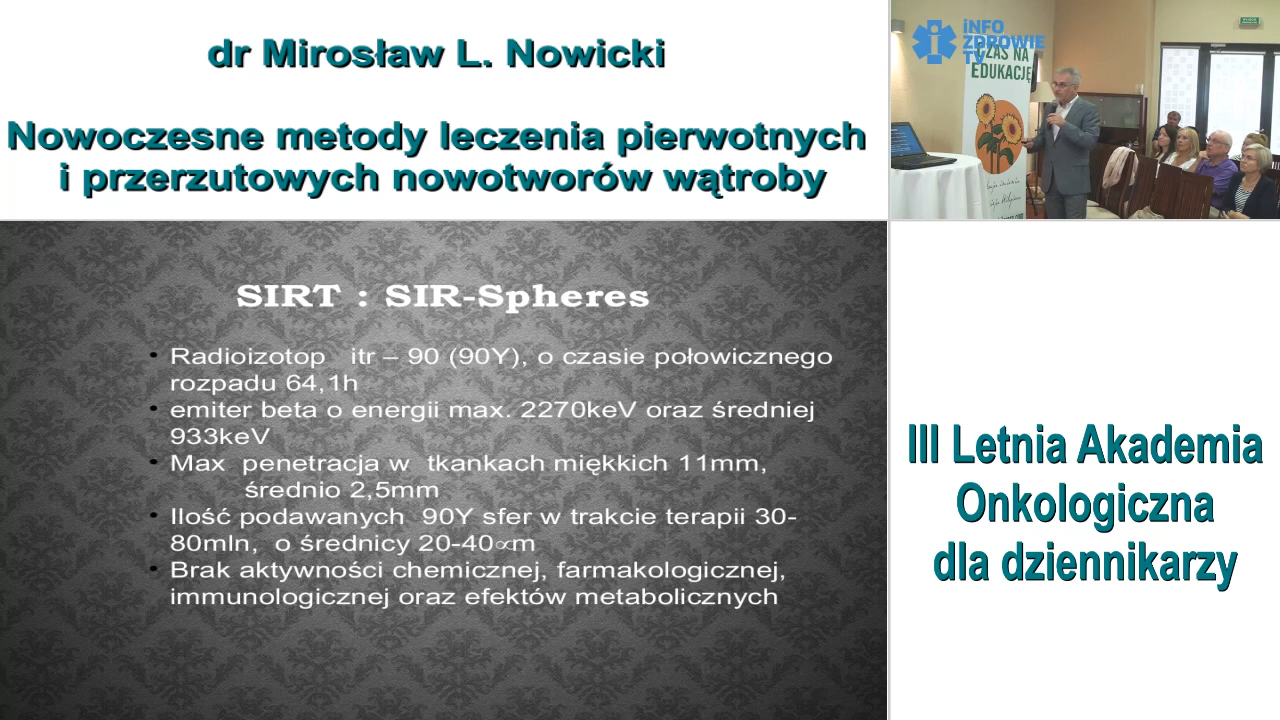 dr Mirosław L. Nowicki
Nowoczesne metody leczenia pierwotnych
i przerzutowych nowotworów wątroby
iNFO
ZDROWIE
TV
CZAS NA
EDUKACJĘ
SIRT : SIR-Spheres
• Radioizotop itr – 90 (90Y), o czasie połowicznego
rozpadu 64,1h
• emiter beta o energii max. 2270keV oraz średniej
933keV
• Max penetracja w tkankach miękkich 11mm,
średnio 2,5mm
• Ilość podawanych 90Y sfer w trakcie terapii 30-
80mln, o średnicy 20-40∝m
• Brak aktywności chemicznej, farmakologicznej,
immunologicznej oraz efektów metabolicznych
III Letnia Akademia
Onkologiczna
dla dziennikarzy